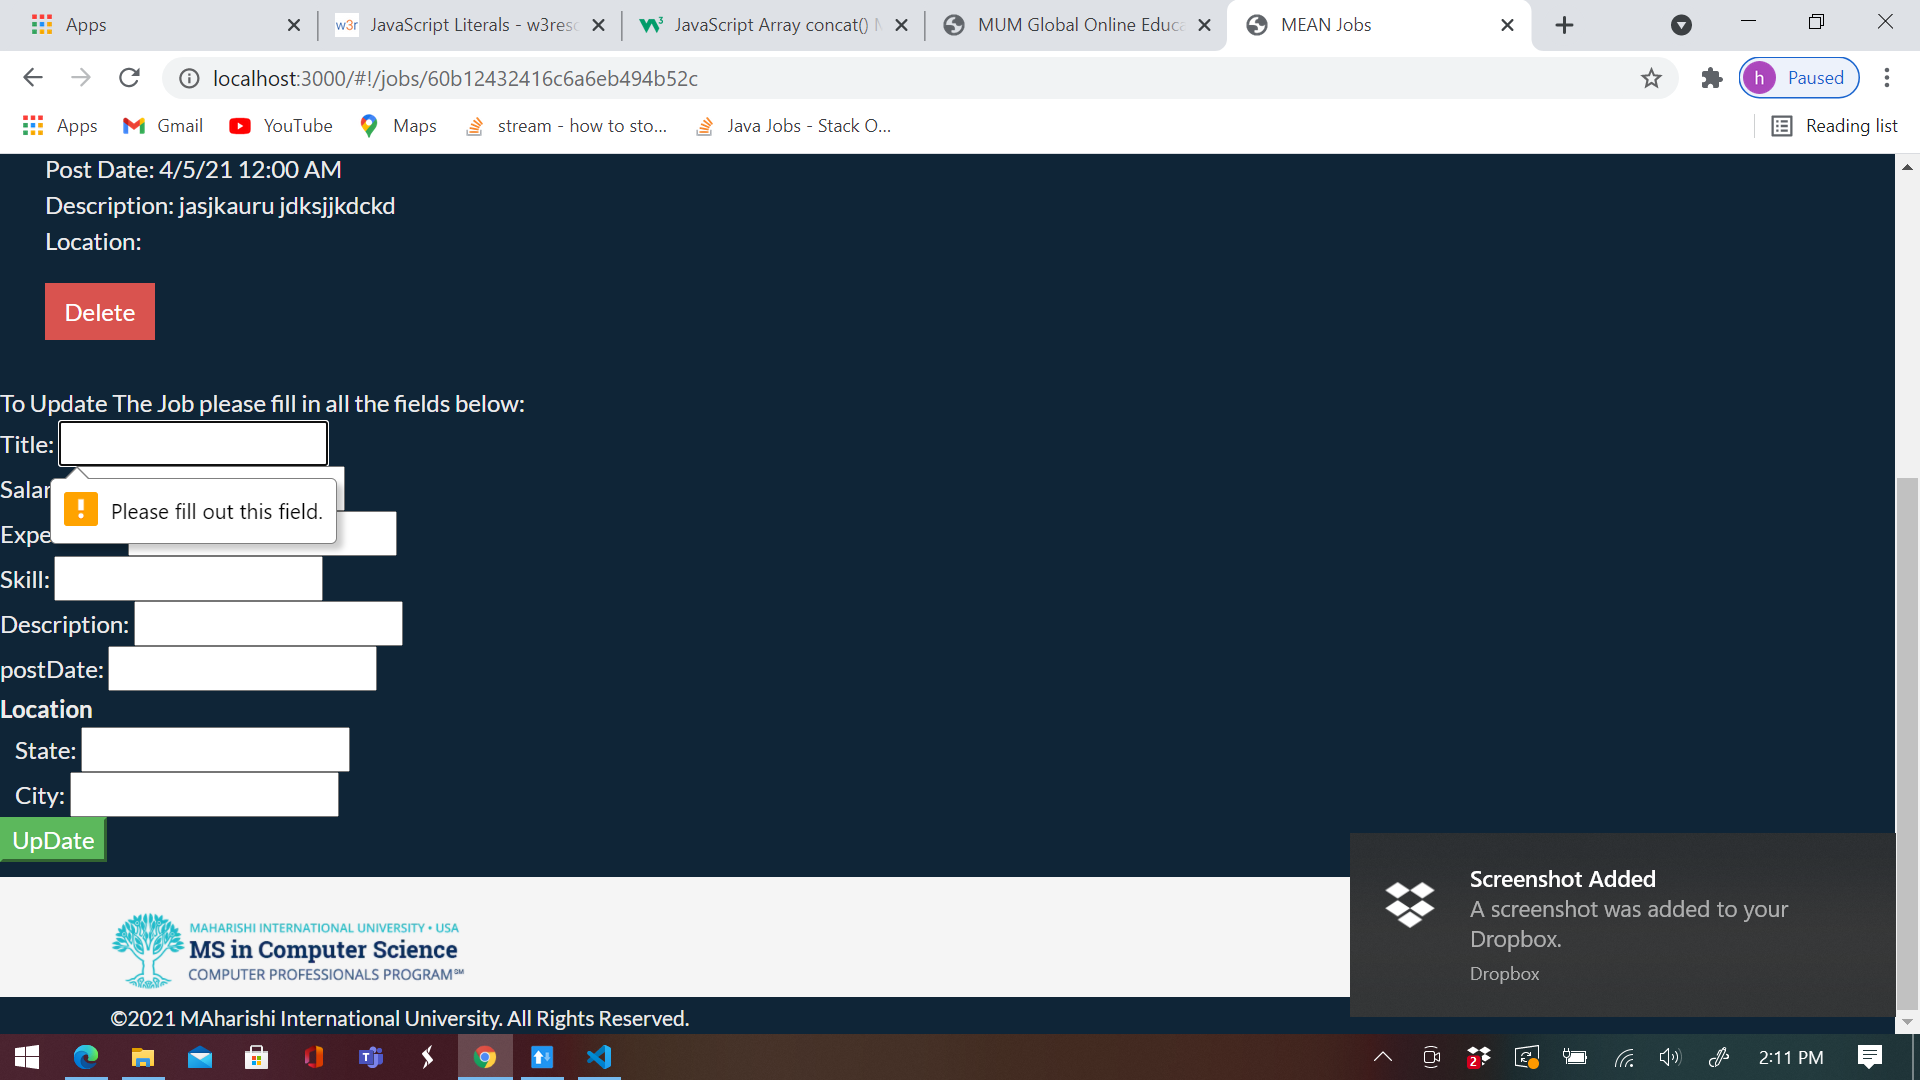 Apps
w3r JavaScript Literals - w3resc
JavaScript Array concat() M
MUM Global Online Educa
MEAN Jobs
localhost:3000/#!/jobs/60b12432416c6a6eb494b52c
h Paused
Apps
Gmail
YouTube
Maps
stream - how to sto...
Java Jobs - Stack O...
Reading list
Post Date: 4/5/21 12:00 AM
Description: jasjkauru jdksjjkdckd
Location:
Delete
To Update The Job please fill in all the fields below:
Title:
Salar
Please fill out this field.
Expe
Skill:
Description:
postDate:
Location
State:
City:
UpDate
Screenshot Added
A screenshot was added to your
Dropbox.
Dropbox
MAHARISHI INTERNATIONAL UNIVERSITY • USA
MS in Computer Science
COMPUTER PROFESSIONALS PROGRAM℠
©2021 MAharishi International University. All Rights Reserved.
2
2:11 PM